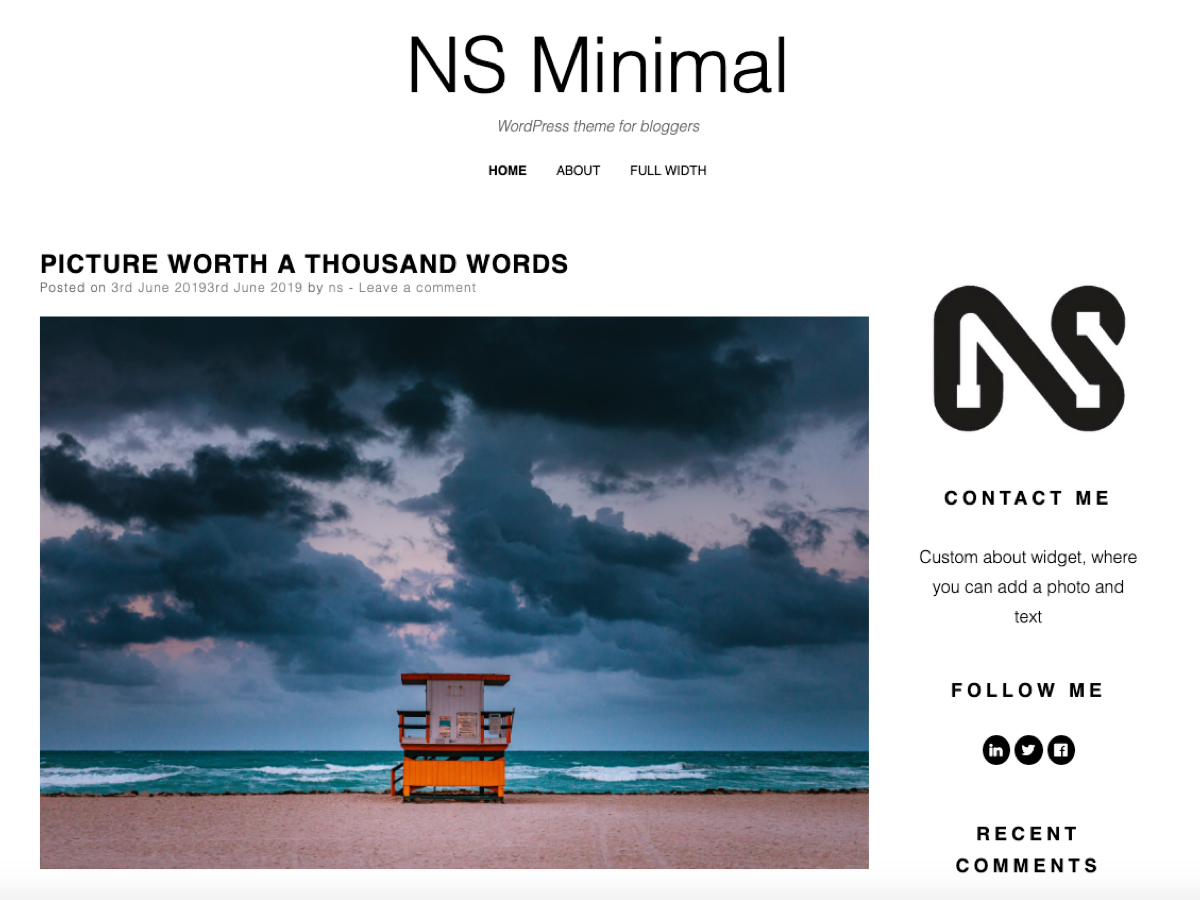 NS Minimal
WordPress theme for bloggers
HOME ABOUT FULL WIDTH
PICTURE WORTH A THOUSAND WORDS
Posted on 3rd June 20193rd June 2019 by ns - Leave a comment
NS
CONTACT ME
Custom about widget, where
you can add a photo and
text
FOLLOW ME
in
RECENT
COMMENTS